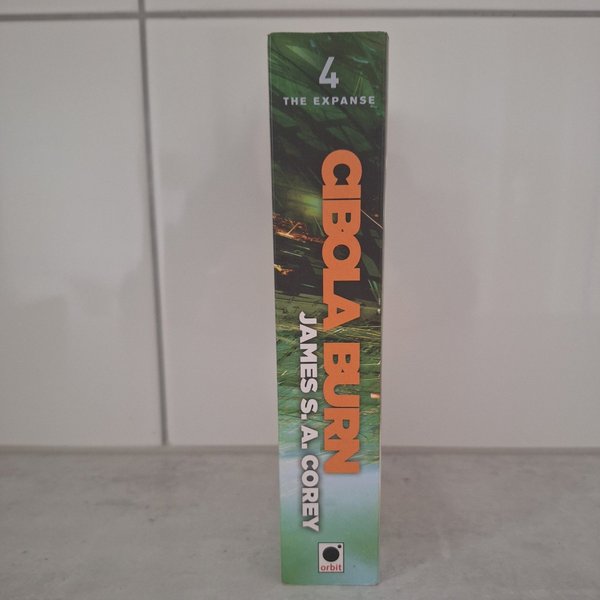 4
THE EXPANSE
CIBOLA BURN
JAMES S. A. COREY
orbit